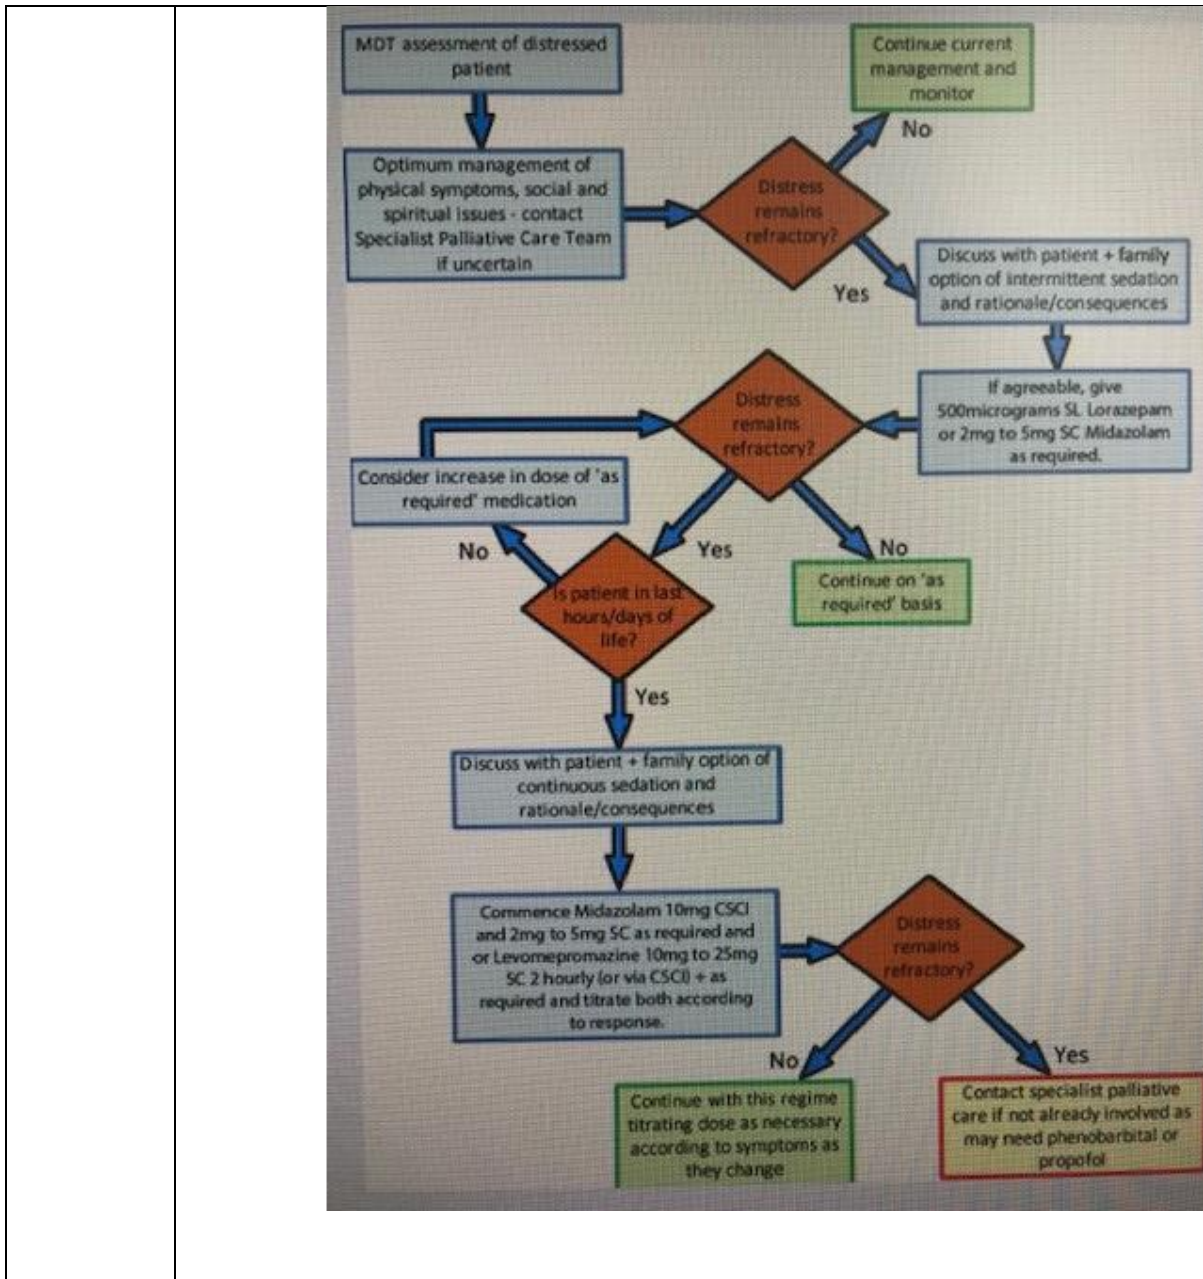 MDT assessment of distressed
patient
Optimum management of
physical symptoms, social and
spiritual issues - contact
Specialist Palliative Care Team
if uncertain
Distress
remains
refractory?
No
Continue current
management and
monitor
Yes
Discuss with patient + family
option of intermittent sedation
and rationale/consequences
If agreeable, give
500micrograms SL Lorazepam
or 2mg to 5mg SC Midazolam
as required.
Distress
remains
refractory?
No
Continue on 'as
required' basis
Yes
Is patient in last
hours/days of
life?
No
Consider increase in dose of 'as
required' medication
Yes
Discuss with patient + family option of
continuous sedation and
rationale/consequences
Commence Midazolam 10mg CSCI
and 2mg to 5mg SC as required and
or Levomepromazine 10mg to 25mg
SC 2 hourly (or via CSCI) + as
required and titrate both according
to response.
Distress
remains
refractory?
No
Continue with this regime
titrating dose as necessary
according to symptoms as
they change
Yes
Contact specialist palliative
care if not already involved as
may need phenobarbital or
propofol